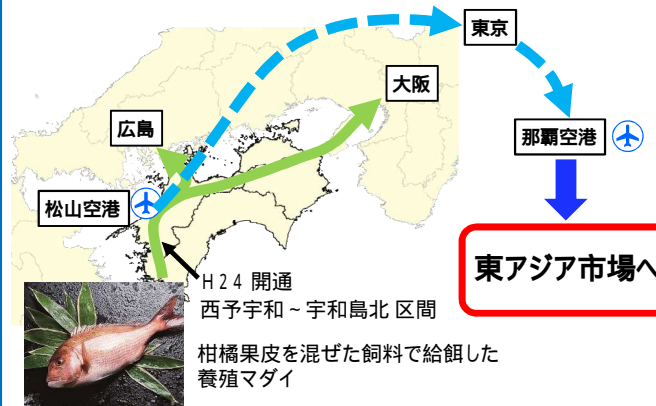 東京
大阪
広島
那覇空港
松山空港
東アジア市場へ
H24 開通
西予宇和～宇和島北 区間
柑橘果皮を混ぜた飼料で給餌した
養殖マダイ